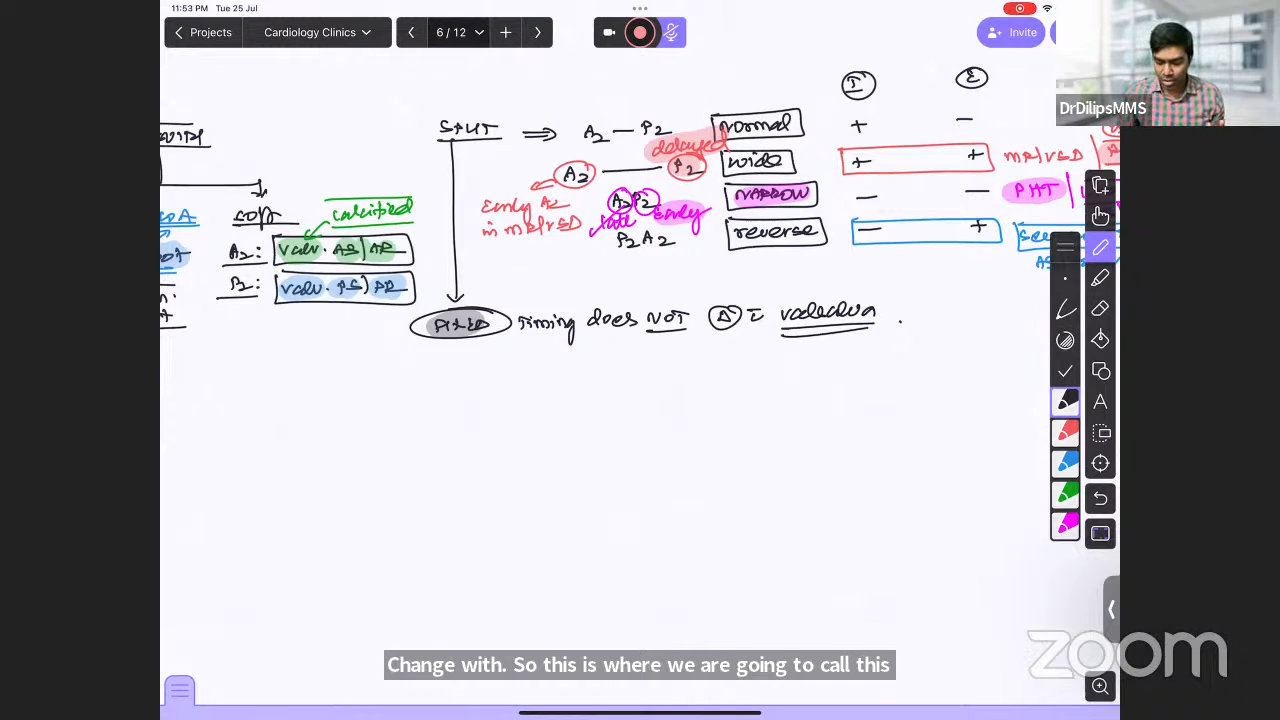 11:53 PM Tue 25 Jul
Projects
Cardiology Clinics
6 / 12
Invite
DrDilipsMMS
I
E
SPLIT ⇒ A2 — P2
normal
+ —
delayed
A2 — P2
wide
+ +
MR/VSD
Early A2
in MR/VSD
A2P2
late
Early
NARROW
— —
PHT
P2A2
reverse
— +
calcified
A2: valv. AS/AR
P2: valv. PS/PR
FIXED Timing does NOT Δ c̄ valsalva .
A
Change with. So this is where we are going to call this
zoom